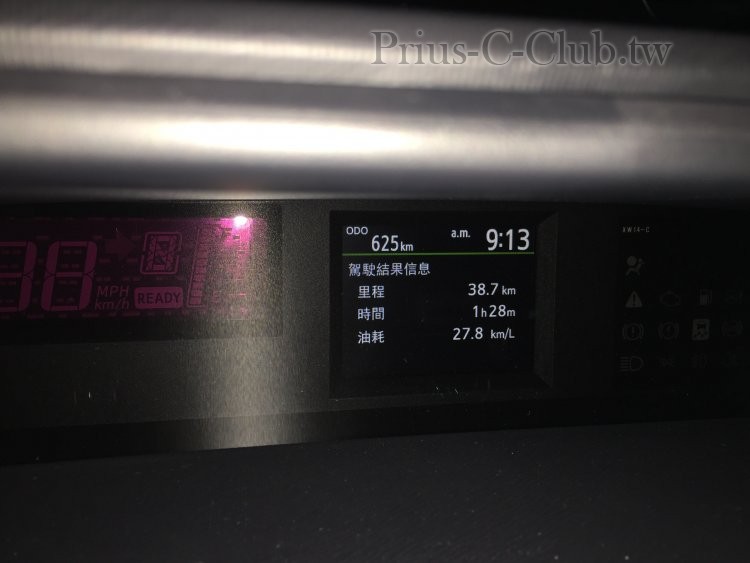 Prius-C-Club.tw
ODO 625km a.m. 9:13
駕駛結果信息
里程 38.7 km
時間 1h28m
油耗 27.8 km/L
MPH
km/h
READY